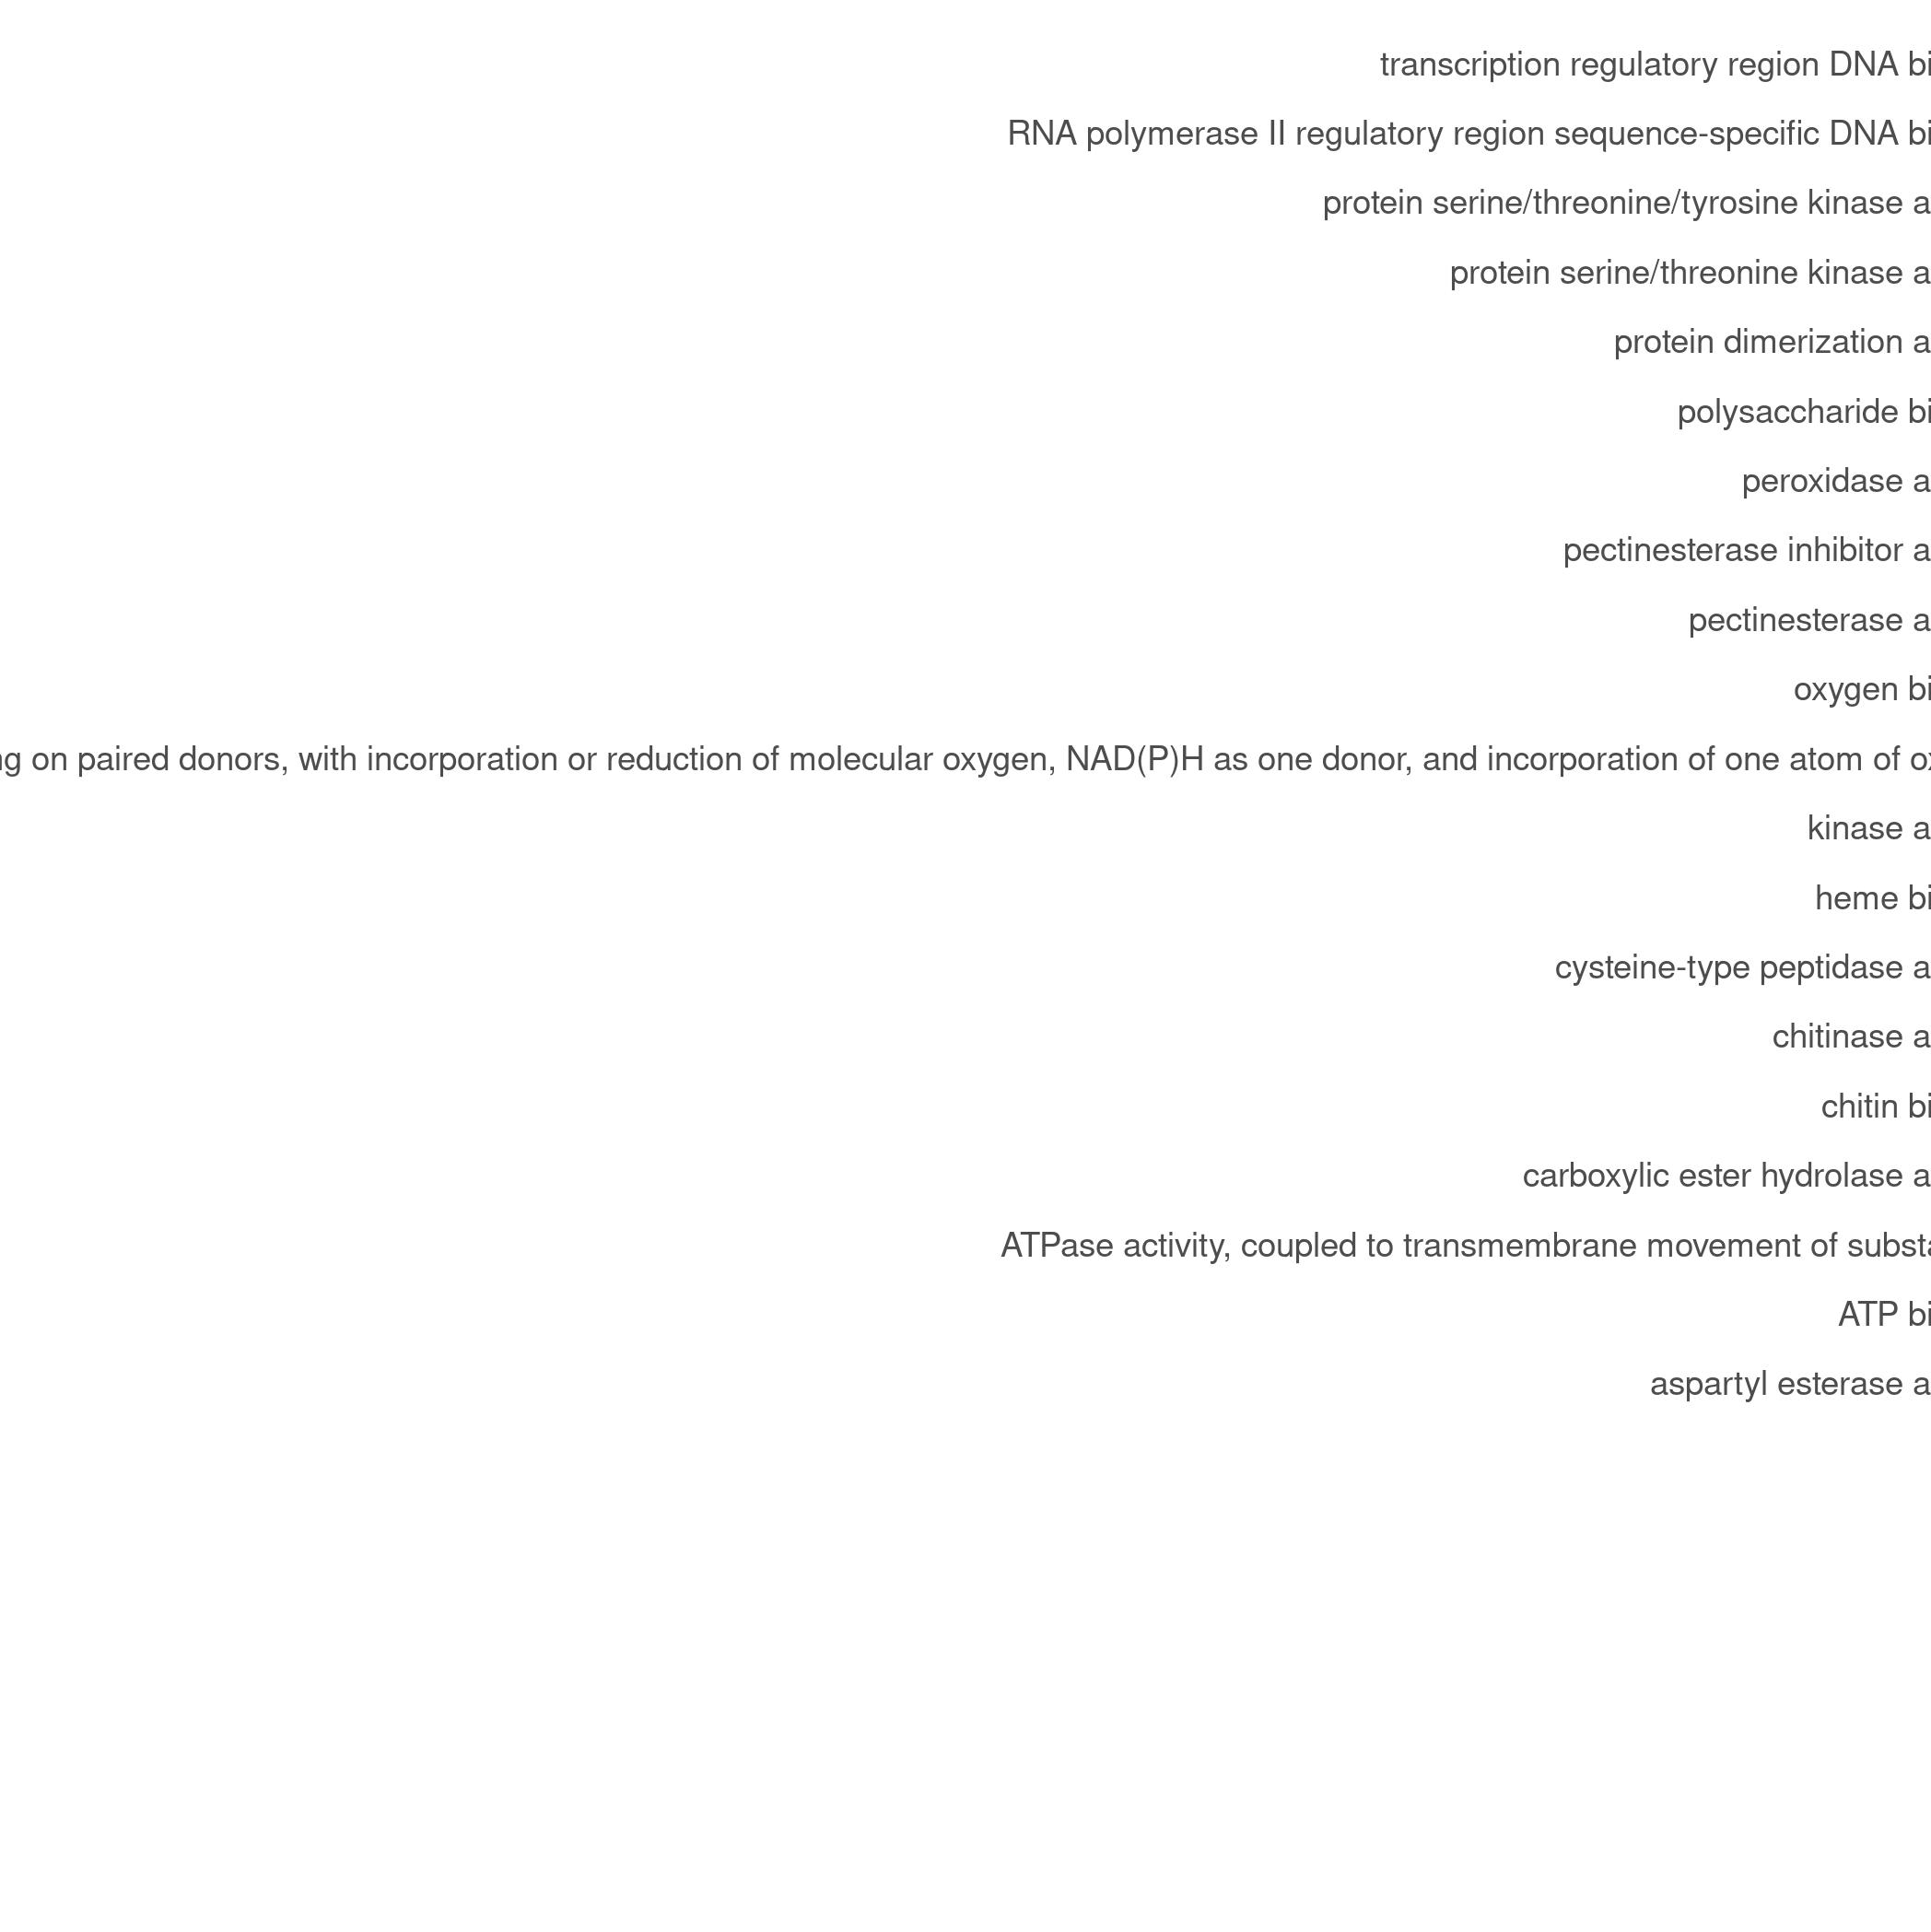 transcription regulatory region DNA bi
RNA polymerase II regulatory region sequence-specific DNA bi
protein serine/threonine/tyrosine kinase a
protein serine/threonine kinase a
protein dimerization a
polysaccharide bi
peroxidase a
pectinesterase inhibitor a
pectinesterase a
oxygen bi
ng on paired donors, with incorporation or reduction of molecular oxygen, NAD(P)H as one donor, and incorporation of one atom of ox
kinase a
heme bi
cysteine-type peptidase a
chitinase a
chitin bi
carboxylic ester hydrolase a
ATPase activity, coupled to transmembrane movement of substa
ATP bi
aspartyl esterase a